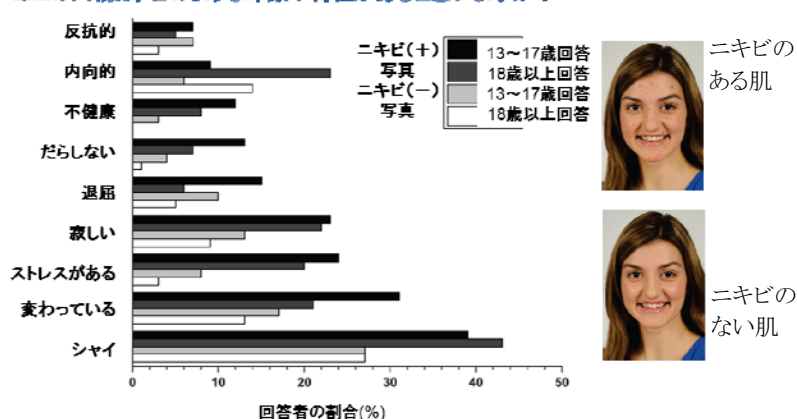 反抗的
内向的
不健康
だらしない
退屈
寂しい
ストレスがある
変わっている
シャイ
0 10 20 30 40 50
回答者の割合(%)
ニキビ(+)
写真
ニキビ(−)
写真
13~17歳回答
18歳以上回答
13~17歳回答
18歳以上回答
ニキビの
ある肌
ニキビの
ない肌